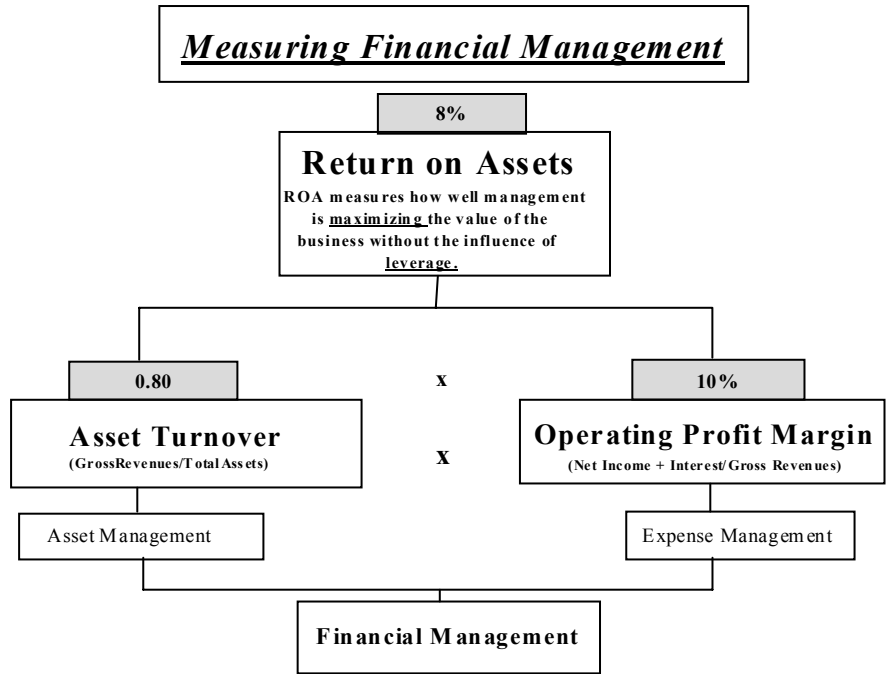 Measuring Financial Management
8%
Return on Assets
ROA measures how well management
is maximizing the value of the
business without the influence of
leverage.
0.80
x
10%
Asset Turnover
(GrossRevenues/Total Assets)
x
Operating Profit Margin
(Net Income + Interest/Gross Revenues)
Asset Management
Expense Management
Financial Management